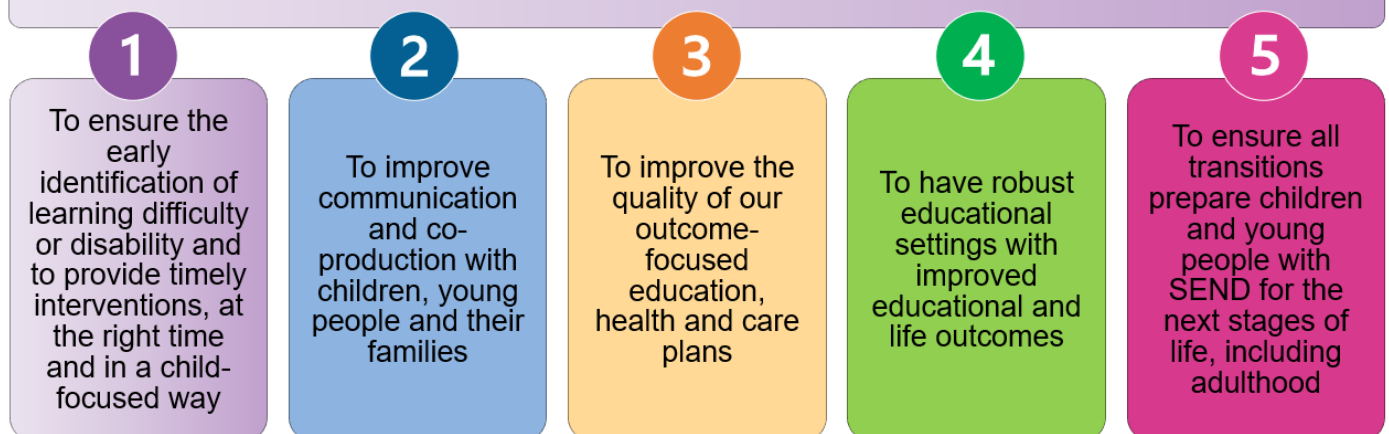 1
To ensure the
early
identification of
learning difficulty
or disability and
to provide timely
interventions, at
the right time
and in a child-
focused way
2
To improve
communication
and co-
production with
children, young
people and their
families
3
To improve the
quality of our
outcome-
focused
education,
health and care
plans
4
To have robust
educational
settings with
improved
educational and
life outcomes
5
To ensure all
transitions
prepare children
and young
people with
SEND for the
next stages of
life, including
adulthood